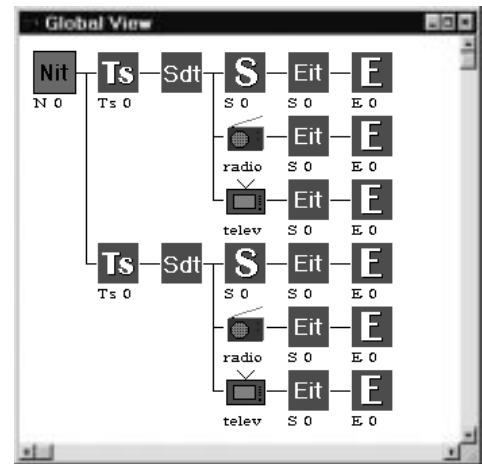 Global View
Nit Ts Sdt S Eit E
N 0 Ts 0 S 0 S 0 E 0
Eit E
radio S 0 E 0
Eit E
telev S 0 E 0
Ts Sdt S Eit E
Ts 0 S 0 S 0 E 0
Eit E
radio S 0 E 0
Eit E
telev S 0 E 0